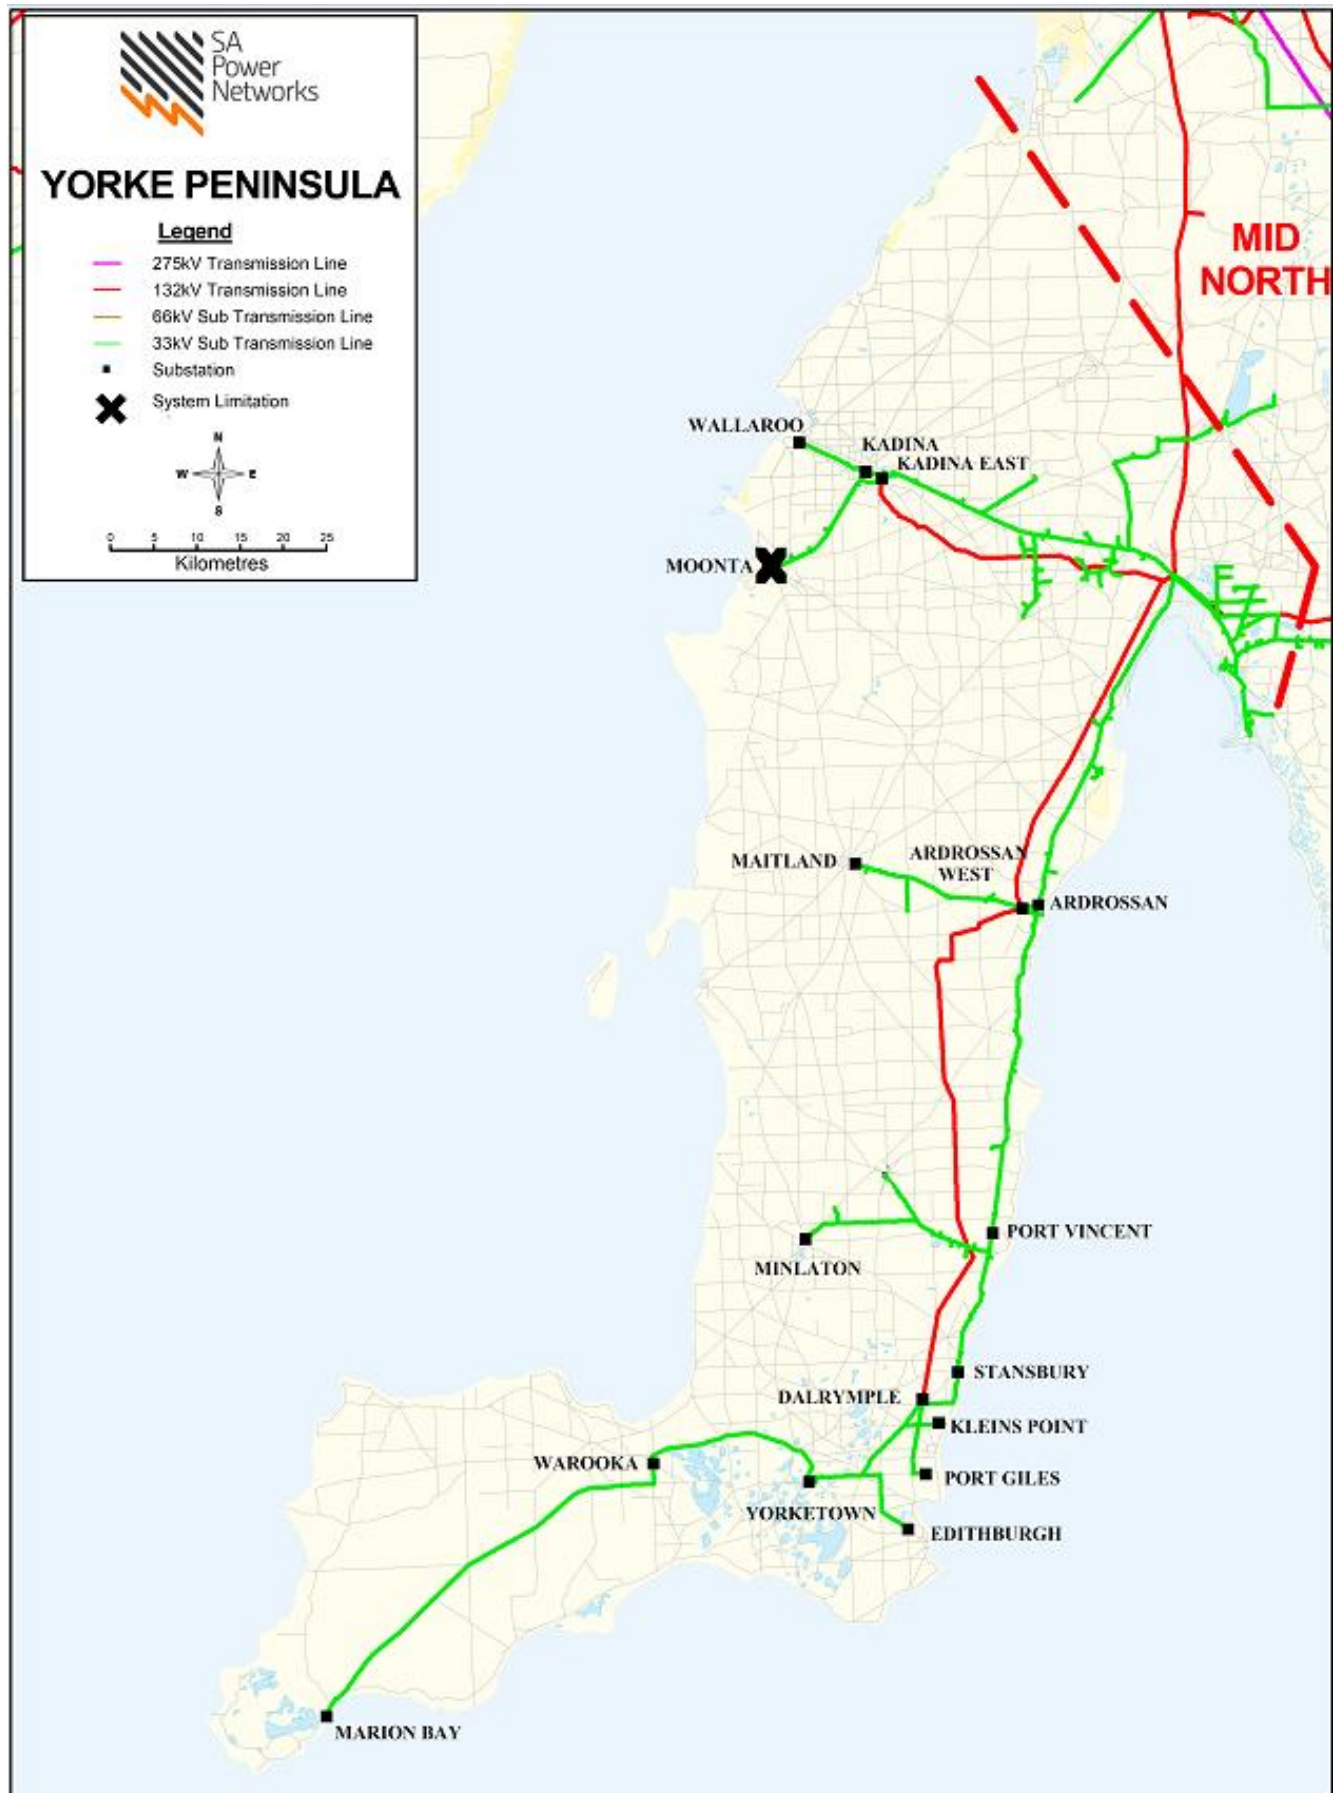 SA
Power
Networks
YORKE PENINSULA
Legend
275kV Transmission Line
132kV Transmission Line
66kV Sub Transmission Line
33kV Sub Transmission Line
Substation
System Limitation
N
W E
S
0 5 10 15 20 25
Kilometres
MID
NORTH
WALLAROO
KADINA
KADINA EAST
MOONTA
MAITLAND
ARDROSSAN
WEST
ARDROSSAN
PORT VINCENT
MINLATON
STANSBURY
DALRYMPLE
KLEINS POINT
WAROOKA
PORT GILES
YORKETOWN
EDITHBURGH
MARION BAY